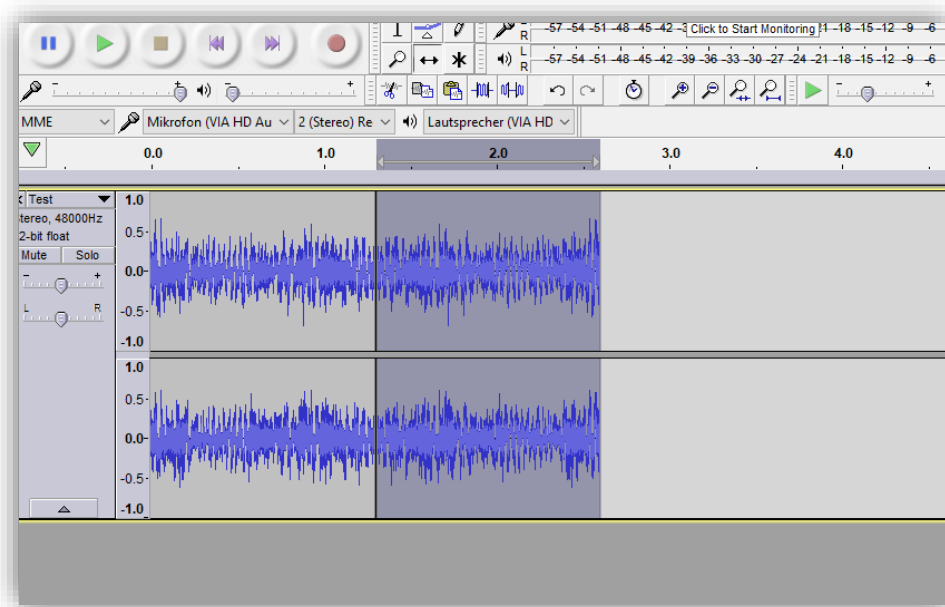 R -57 -54 -51 -48 -45 -42 -3 Click to Start Monitoring 1 -18 -15 -12 -9 -6
L
R -57 -54 -51 -48 -45 -42 -39 -36 -33 -30 -27 -24 -21 -18 -15 -12 -9 -6
- + - + - +
MME Mikrofon (VIA HD Au 2 (Stereo) Re Lautsprecher (VIA HD
0.0 1.0 2.0 3.0 4.0
Test 1.0
tereo, 48000Hz
2-bit float 0.5
Mute Solo
- + 0.0
L R -0.5
-1.0
1.0
0.5
0.0
-0.5
-1.0